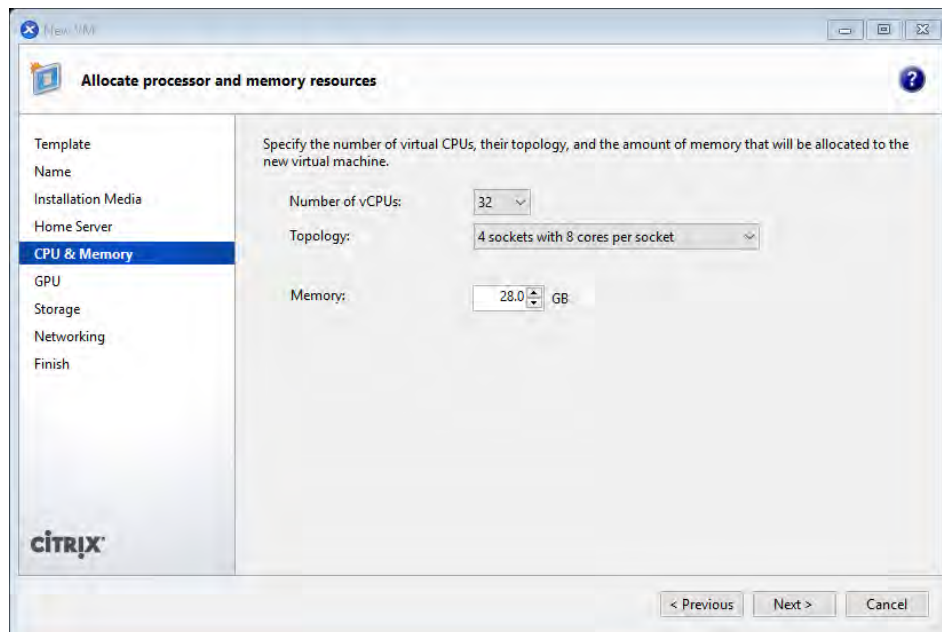 New VM
Allocate processor and memory resources
?
Template
Name
Installation Media
Home Server
CPU & Memory
GPU
Storage
Networking
Finish
Specify the number of virtual CPUs, their topology, and the amount of memory that will be allocated to the
new virtual machine.
Number of vCPUs: 32
Topology: 4 sockets with 8 cores per socket
Memory: 28.0 GB
CİTRIX
< Previous Next > Cancel